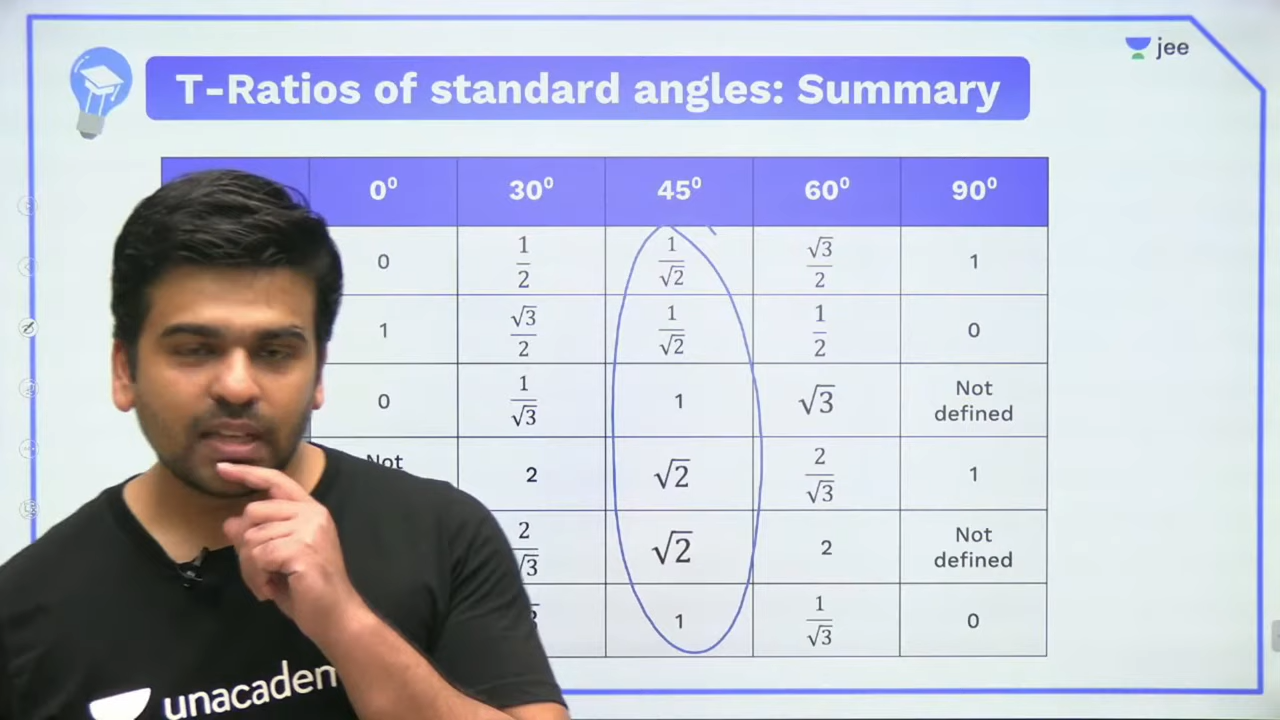 jee
T-Ratios of standard angles: Summary
0⁰ 30⁰ 45⁰ 60⁰ 90⁰
0 1/2 1/√2 √3/2 1
1 √3/2 1/√2 1/2 0
0 1/√3 1 √3 Not defined
Not 2 √2 2/√3 1
2/√3 √2 2 Not defined
1 1/√3 0
unacadem